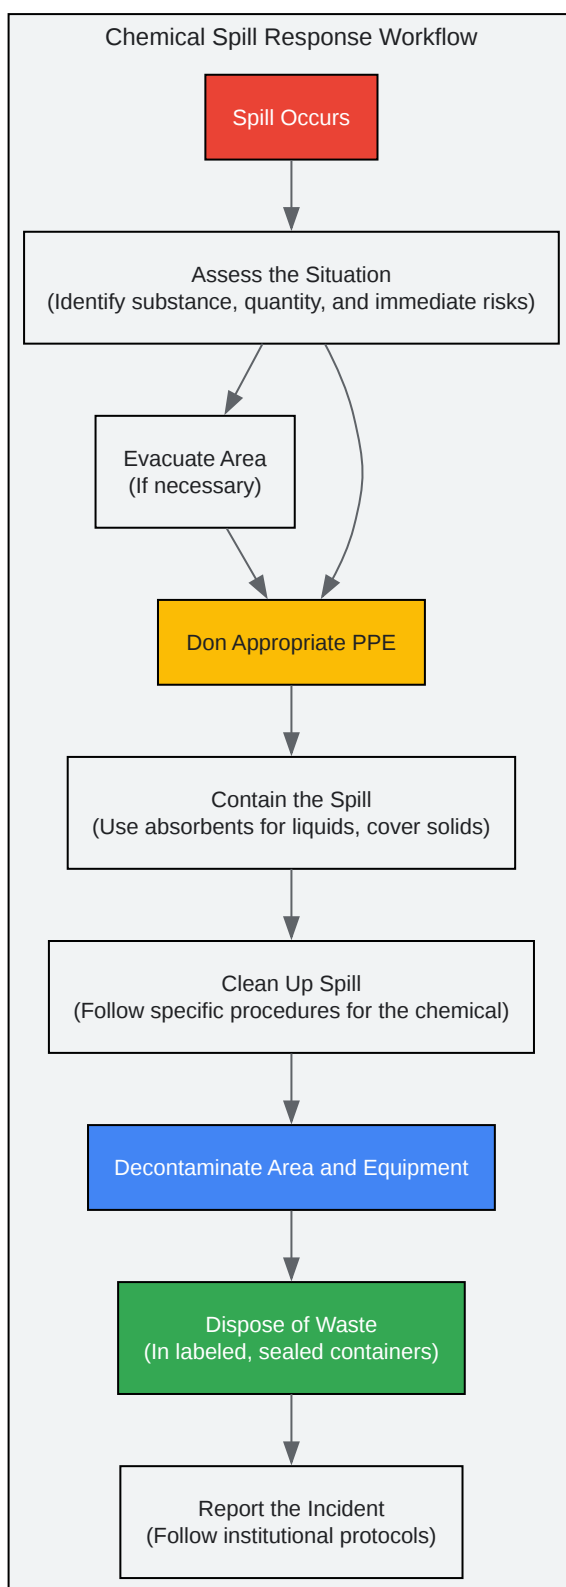 Chemical Spill Response Workflow
Spill Occurs
Assess the Situation
(Identify substance, quantity, and immediate risks)
Evacuate Area
(If necessary)
Don Appropriate PPE
Contain the Spill
(Use absorbents for liquids, cover solids)
Clean Up Spill
(Follow specific procedures for the chemical)
Decontaminate Area and Equipment
Dispose of Waste
(In labeled, sealed containers)
Report the Incident
(Follow institutional protocols)